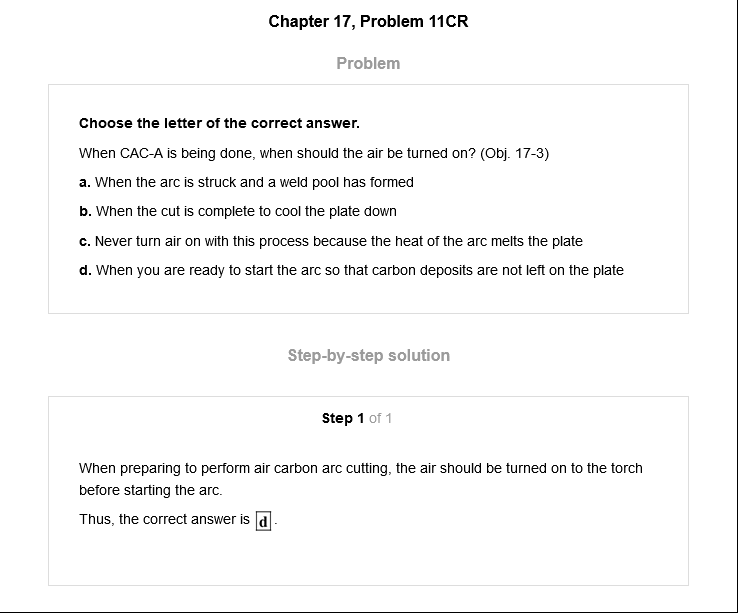 Chapter 17, Problem 11CR
Problem
Choose the letter of the correct answer.
When CAC-A is being done, when should the air be turned on? (Obj. 17-3)
a. When the arc is struck and a weld pool has formed
b. When the cut is complete to cool the plate down
c. Never turn air on with this process because the heat of the arc melts the plate
d. When you are ready to start the arc so that carbon deposits are not left on the plate
Step-by-step solution
Step 1 of 1
When preparing to perform air carbon arc cutting, the air should be turned on to the torch
before starting the arc.
Thus, the correct answer is d.